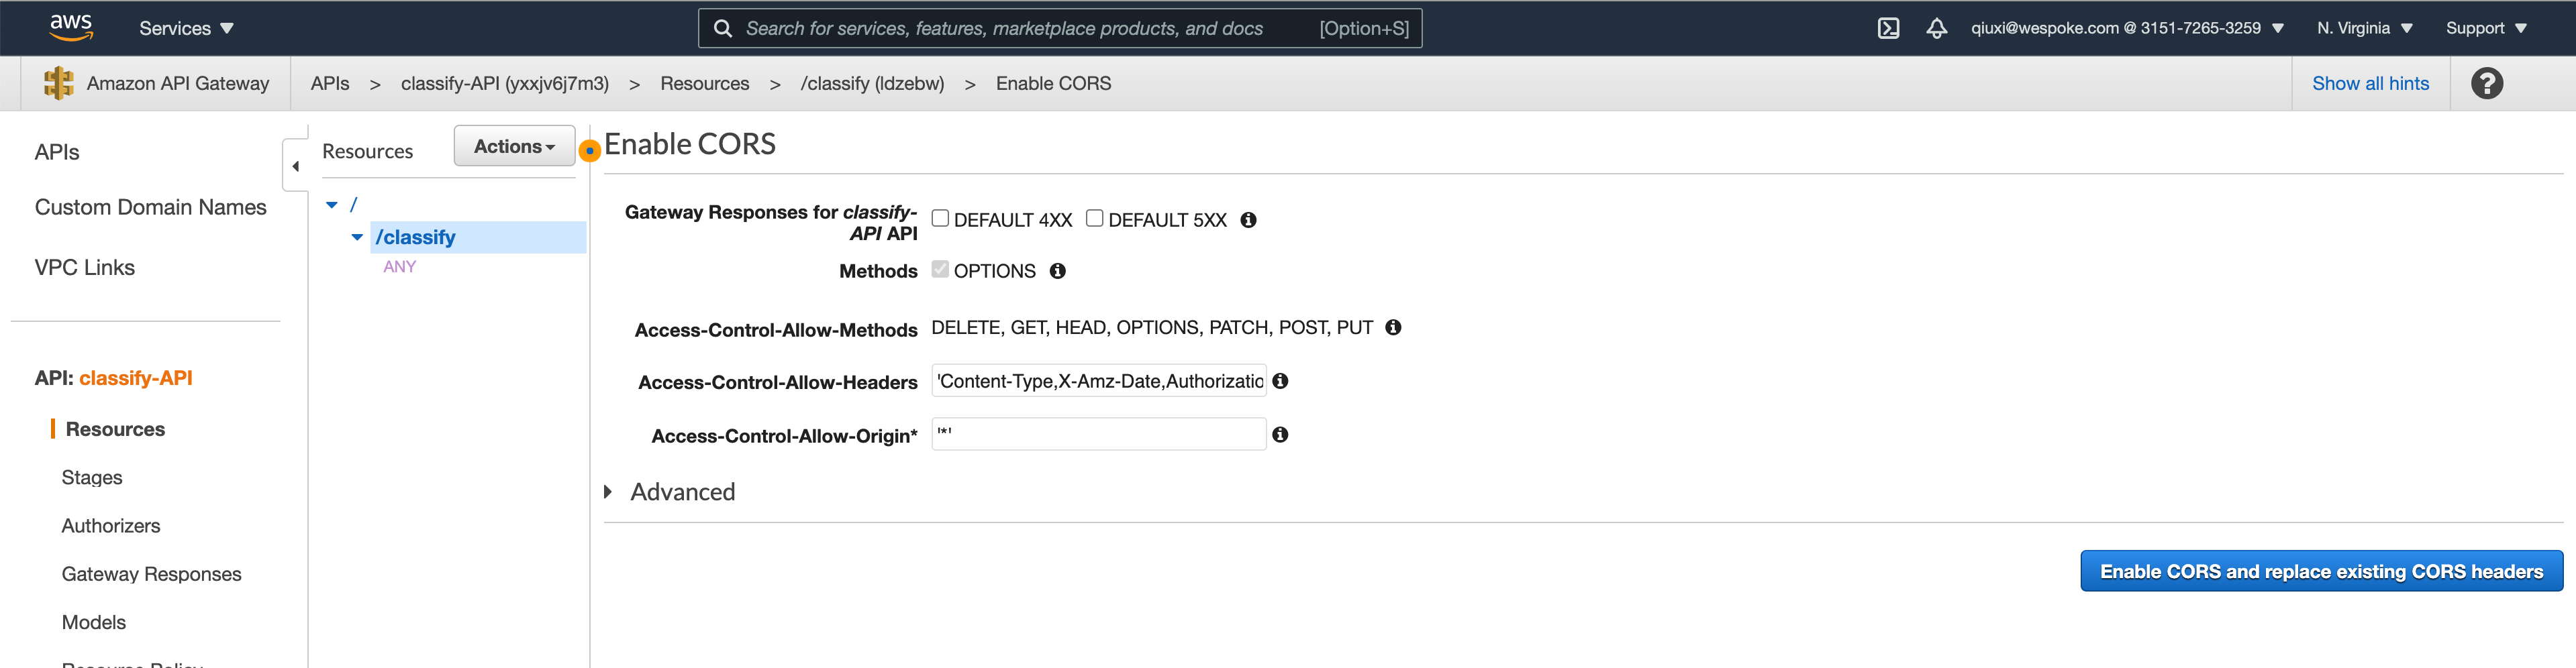 aws Services Search for services, features, marketplace products, and docs [Option+S] qiuxi@wespoke.com @ 3151-7265-3259 N. Virginia Support
Amazon API Gateway APIs > classify-API (yxxjv6j7m3) > Resources > /classify (ldzebw) > Enable CORS Show all hints ?
APIs
Custom Domain Names
VPC Links
API: classify-API
Resources
Stages
Authorizers
Gateway Responses
Models
Resource Policy
Resources Actions
/
/classify
ANY
Enable CORS
Gateway Responses for classify-
API API
DEFAULT 4XX DEFAULT 5XX
Methods OPTIONS
Access-Control-Allow-Methods DELETE, GET, HEAD, OPTIONS, PATCH, POST, PUT
Access-Control-Allow-Headers 'Content-Type,X-Amz-Date,Authorizatio
Access-Control-Allow-Origin* '*'
Advanced
Enable CORS and replace existing CORS headers